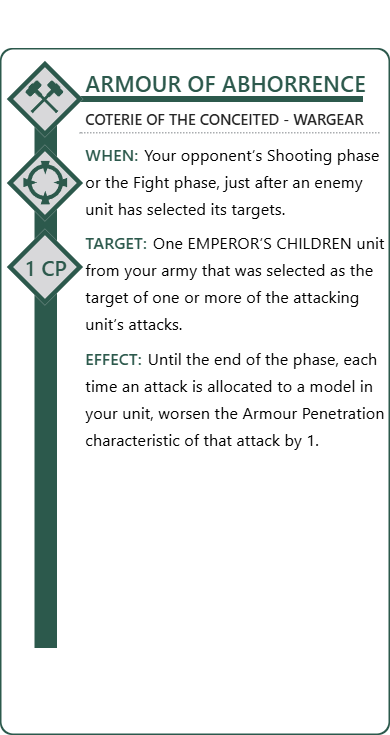 ARMOUR OF ABHORRENCE
COTERIE OF THE CONCEITED - WARGEAR
WHEN: Your opponent's Shooting phase
or the Fight phase, just after an enemy
unit has selected its targets.
TARGET: One EMPEROR'S CHILDREN unit
from your army that was selected as the
target of one or more of the attacking
unit's attacks.
1 CP
EFFECT: Until the end of the phase, each
time an attack is allocated to a model in
your unit, worsen the Armour Penetration
characteristic of that attack by 1.